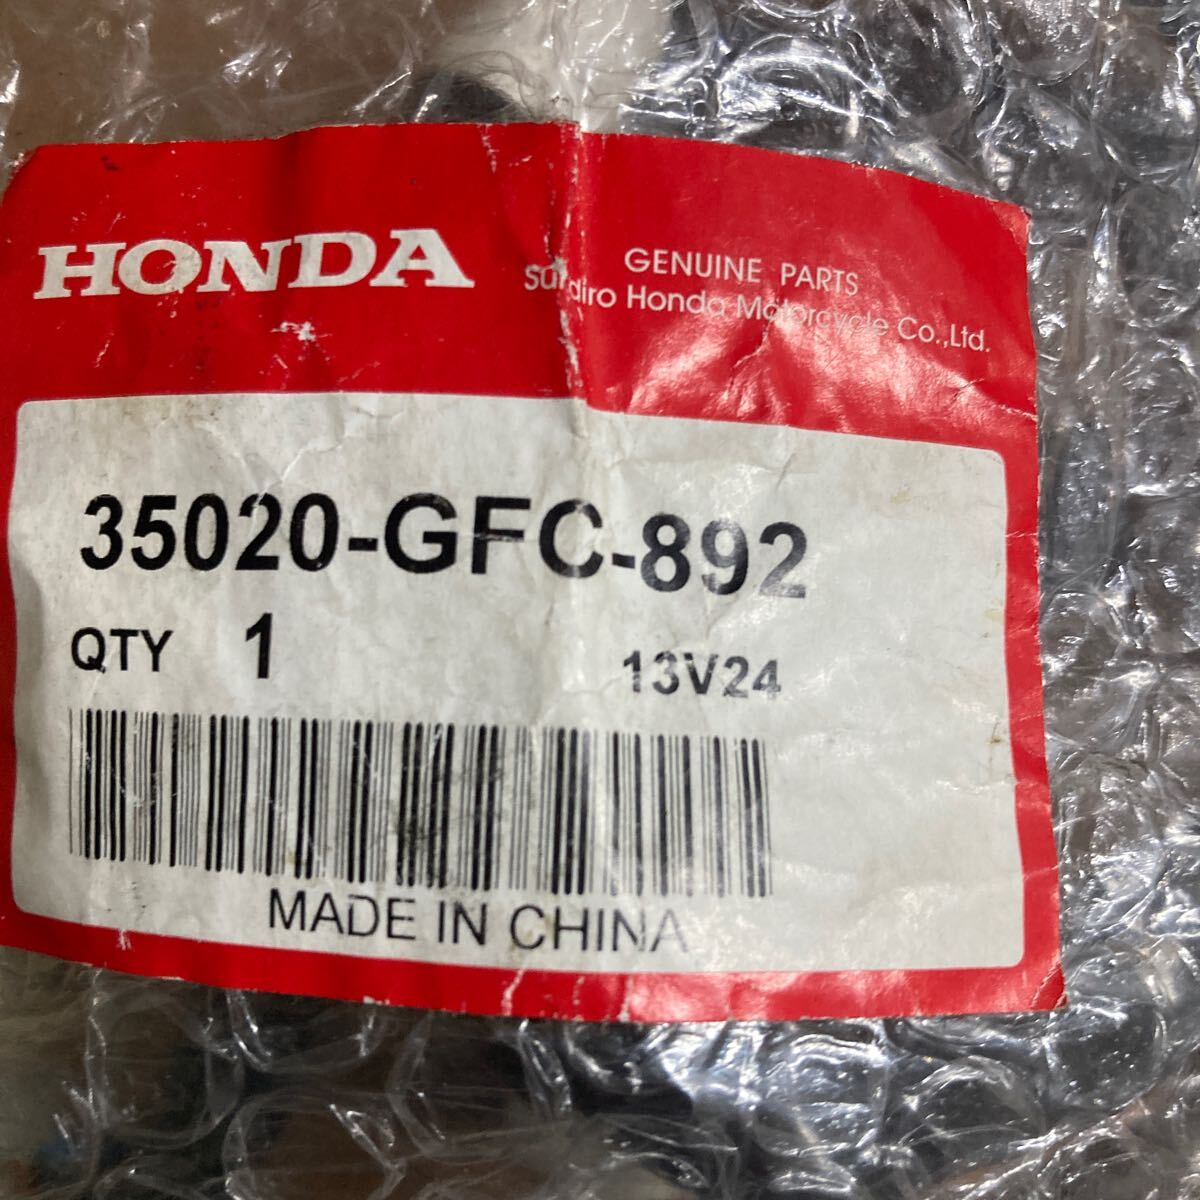 HONDA
GENUINE PARTS
Honda Motorcycle Co.,Ltd.
35020-GFC-892
QTY 1
13V24
MADE IN CHINA